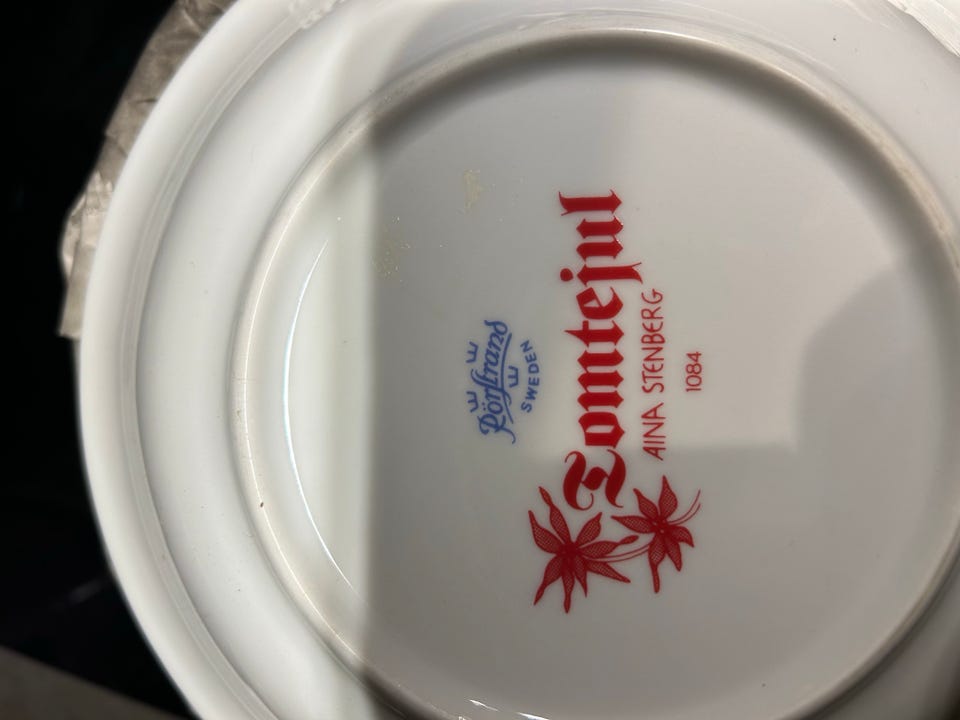 Rörstrand
SWEDEN
Tomtejul
AINA STENBERG
1084